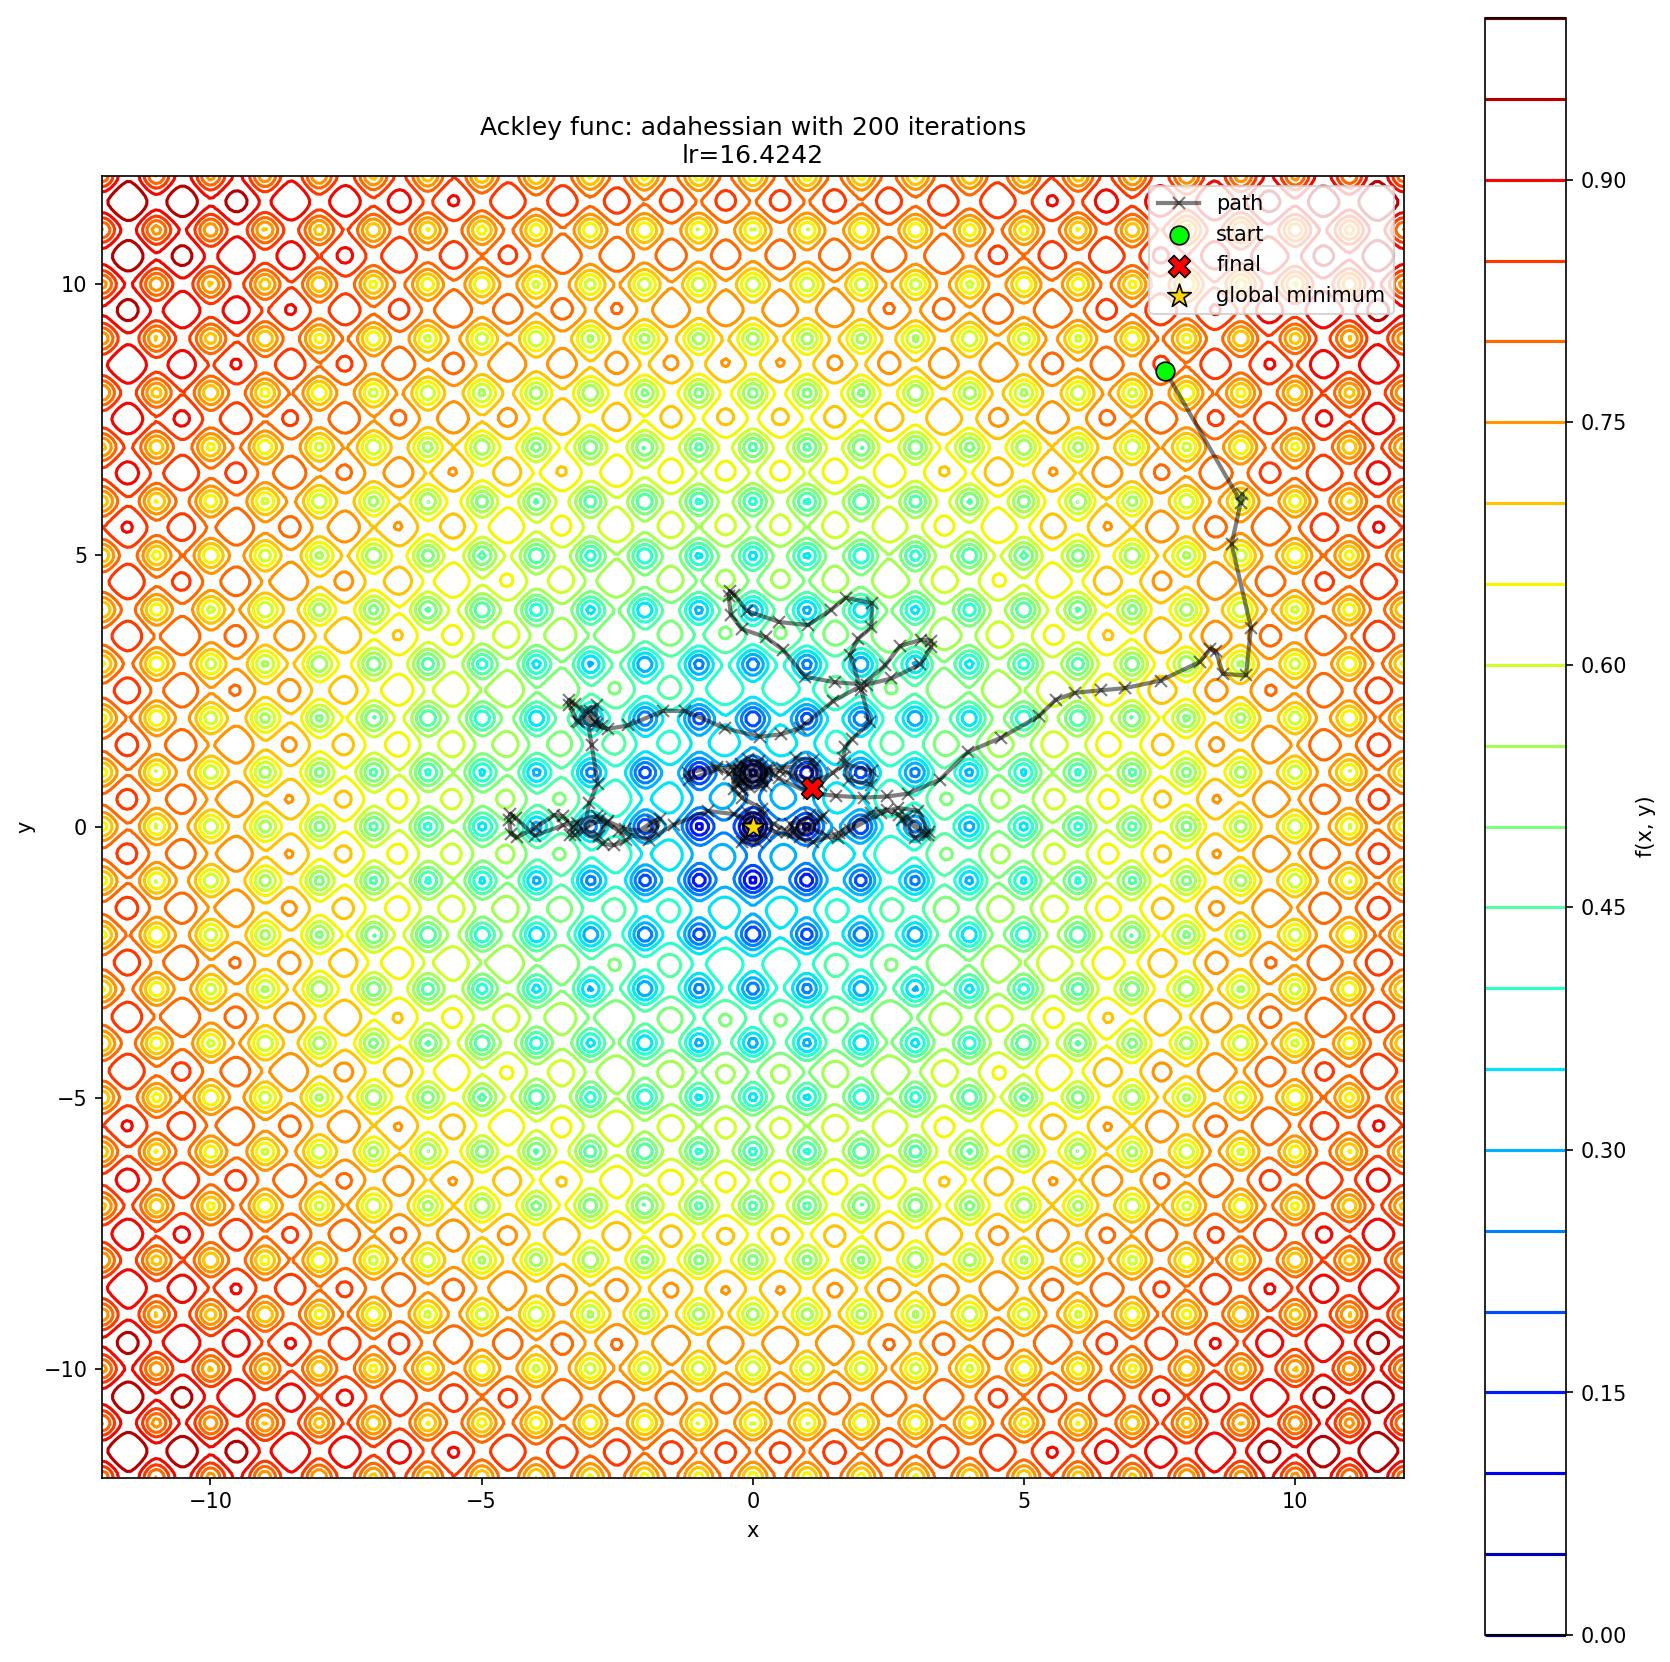 Ackley func: adahessian with 200 iterations
lr=16.4242
path
start
final
global minimum
10
5
0
−5
−10
y
−10
−5
0
5
10
x
0.90
0.75
0.60
0.45
0.30
0.15
0.00
f(x, y)